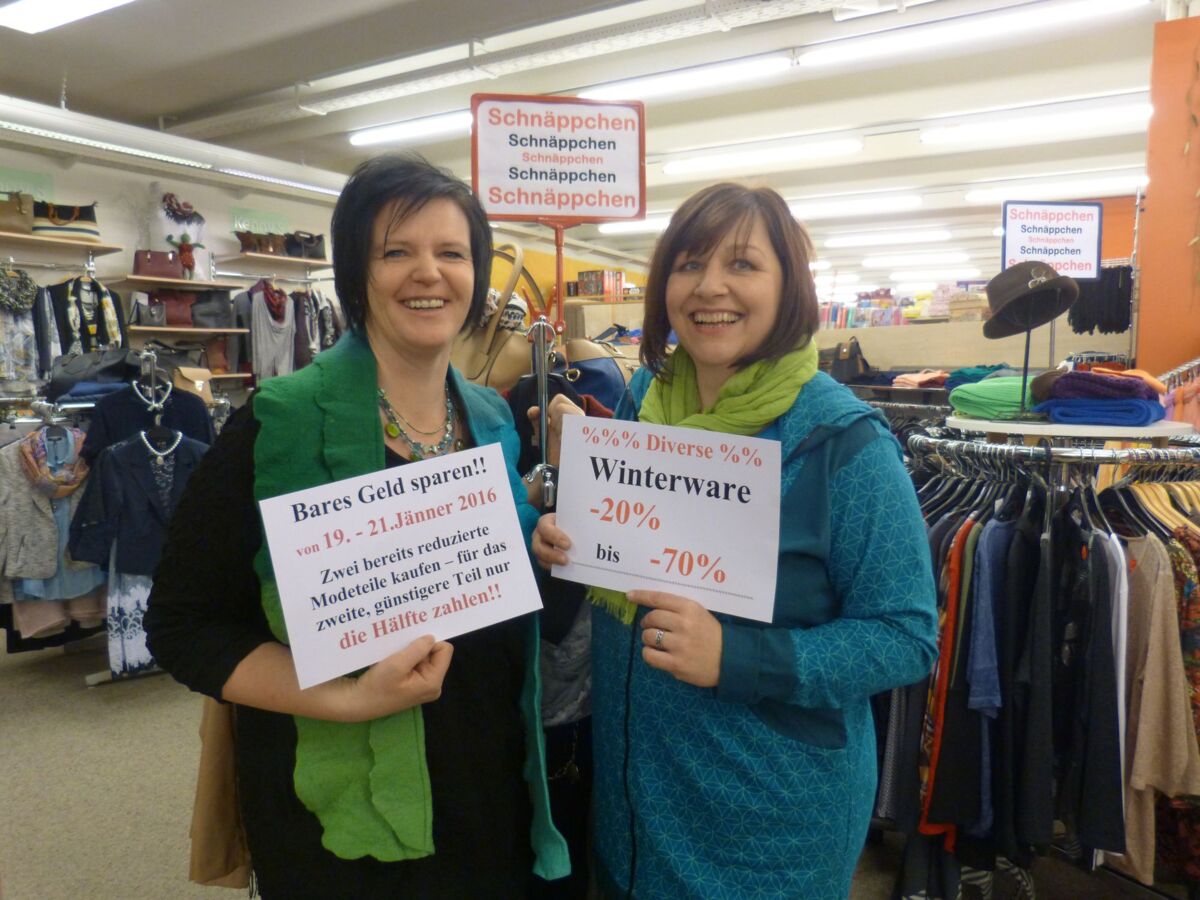 Schnäppchen
Schnäppchen
Schnäppchen
Schnäppchen
Schnäppchen
Schnäppchen
Schnäppchen
Schnäppchen
Schnäppchen
Schnäppchen
Bares Geld sparen!!
von 19. - 21.Jänner 2016
Zwei bereits reduzierte
Modeteile kaufen – für das
zweite, günstigere Teil nur
die Hälfte zahlen!!
%%% Diverse %%
Winterware
-20%
bis -70%